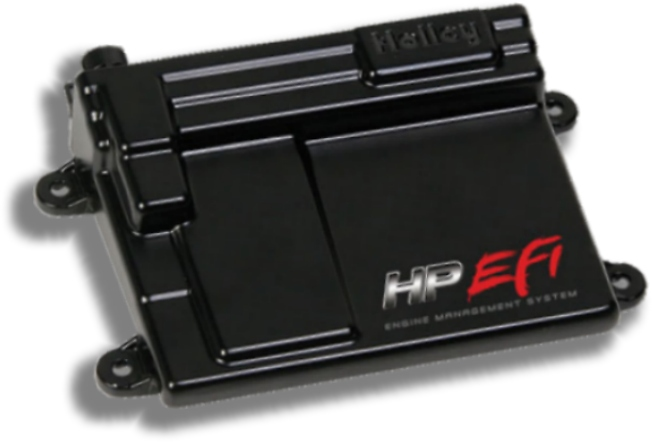 Holley
HP EFI
ENGINE MANAGEMENT SYSTEM